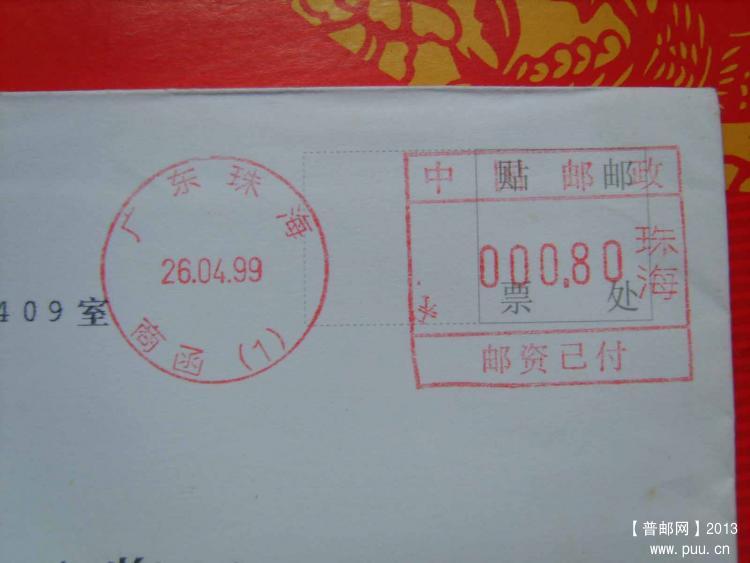 广东珠海
26.04.99
商函(1)
中国邮政
贴邮
票处
000.80
珠海
邮资已付
409室
【普邮网】2013
www.puu.cn